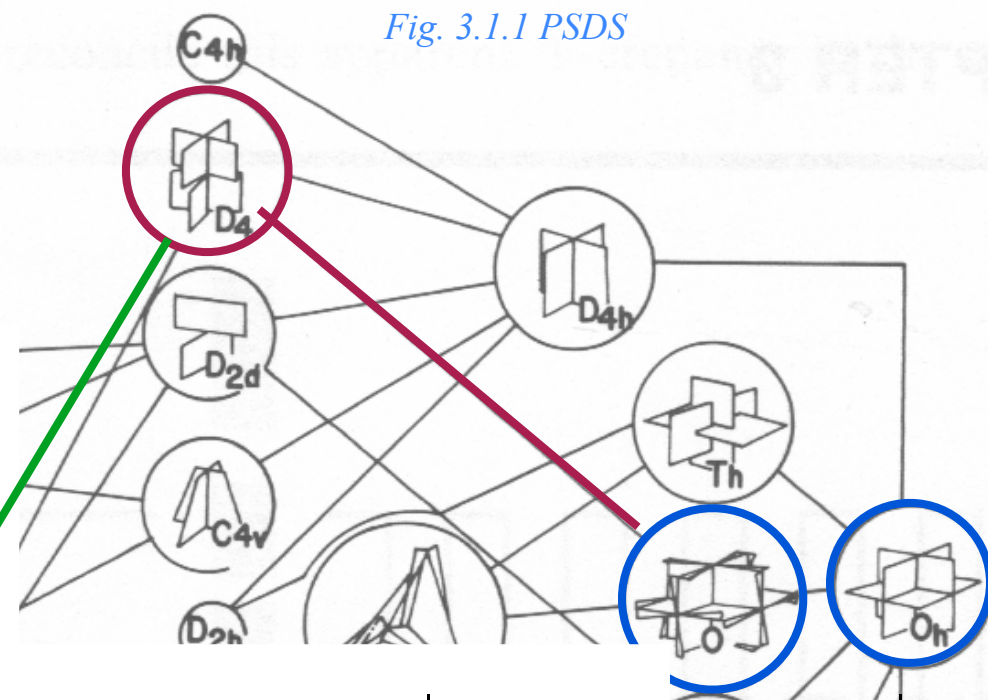 Fig. 3.1.1 PSDS
C4h
D4
D4h
D2d
Th
C4v
O
Oh
D2h